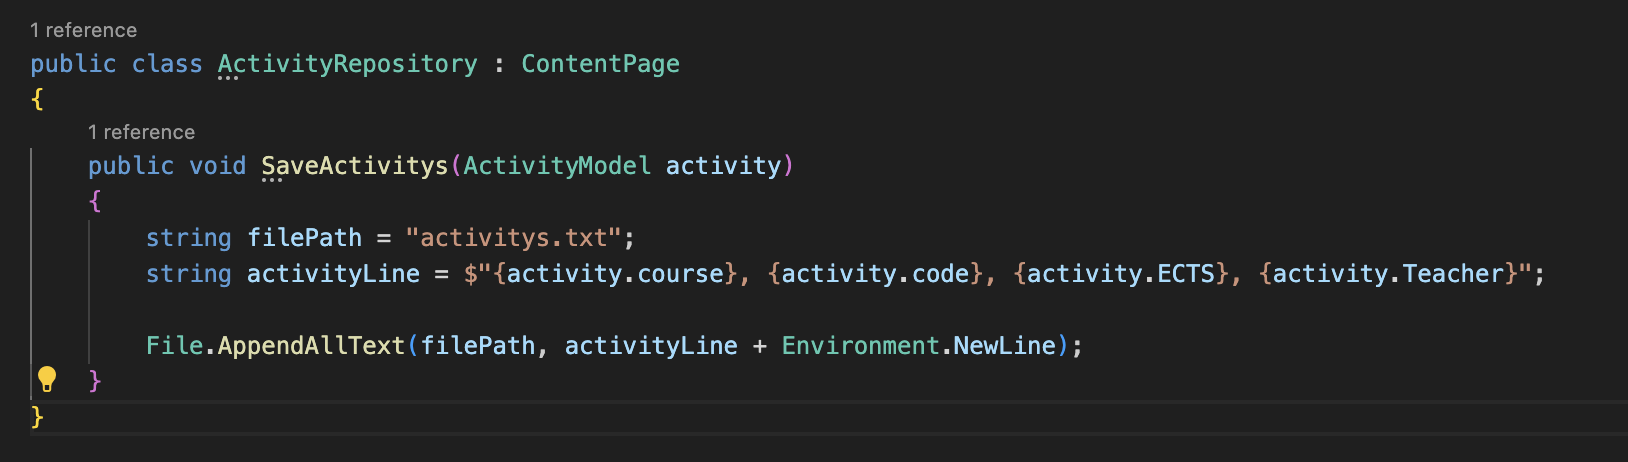 1 reference
public class ActivityRepository : ContentPage
{
1 reference
public void SaveActivitys(ActivityModel activity)
{
string filePath = "activitys.txt";
string activityLine = $"{activity.course}, {activity.code}, {activity.ECTS}, {activity.Teacher}";
File.AppendAllText(filePath, activityLine + Environment.NewLine);
}
}